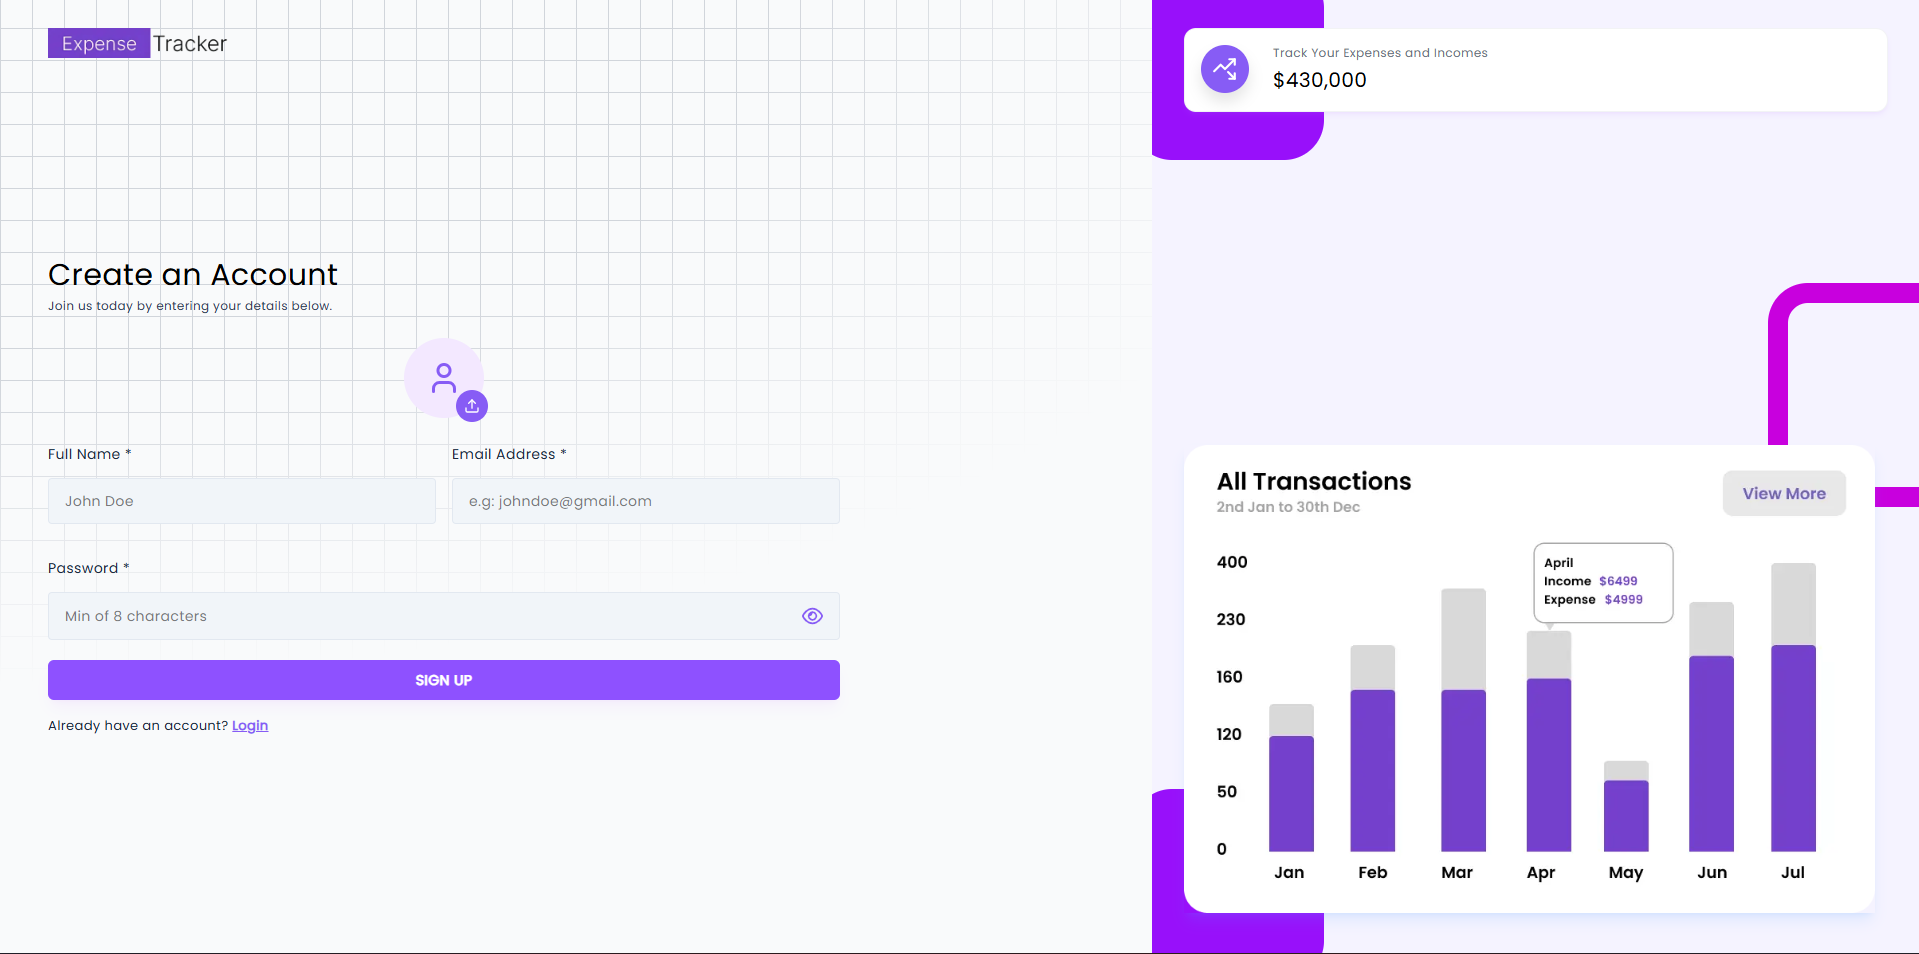 Expense Tracker
Create an Account
Join us today by entering your details below.
Full Name *
Email Address *
John Doe
e.g: johndoe@gmail.com
Password *
Min of 8 characters
SIGN UP
Already have an account? Login
Track Your Expenses and Incomes
$430,000
All Transactions
2nd Jan to 30th Dec
View More
April
Income $6499
Expense $4999
400
230
160
120
50
0
Jan Feb Mar Apr May Jun Jul